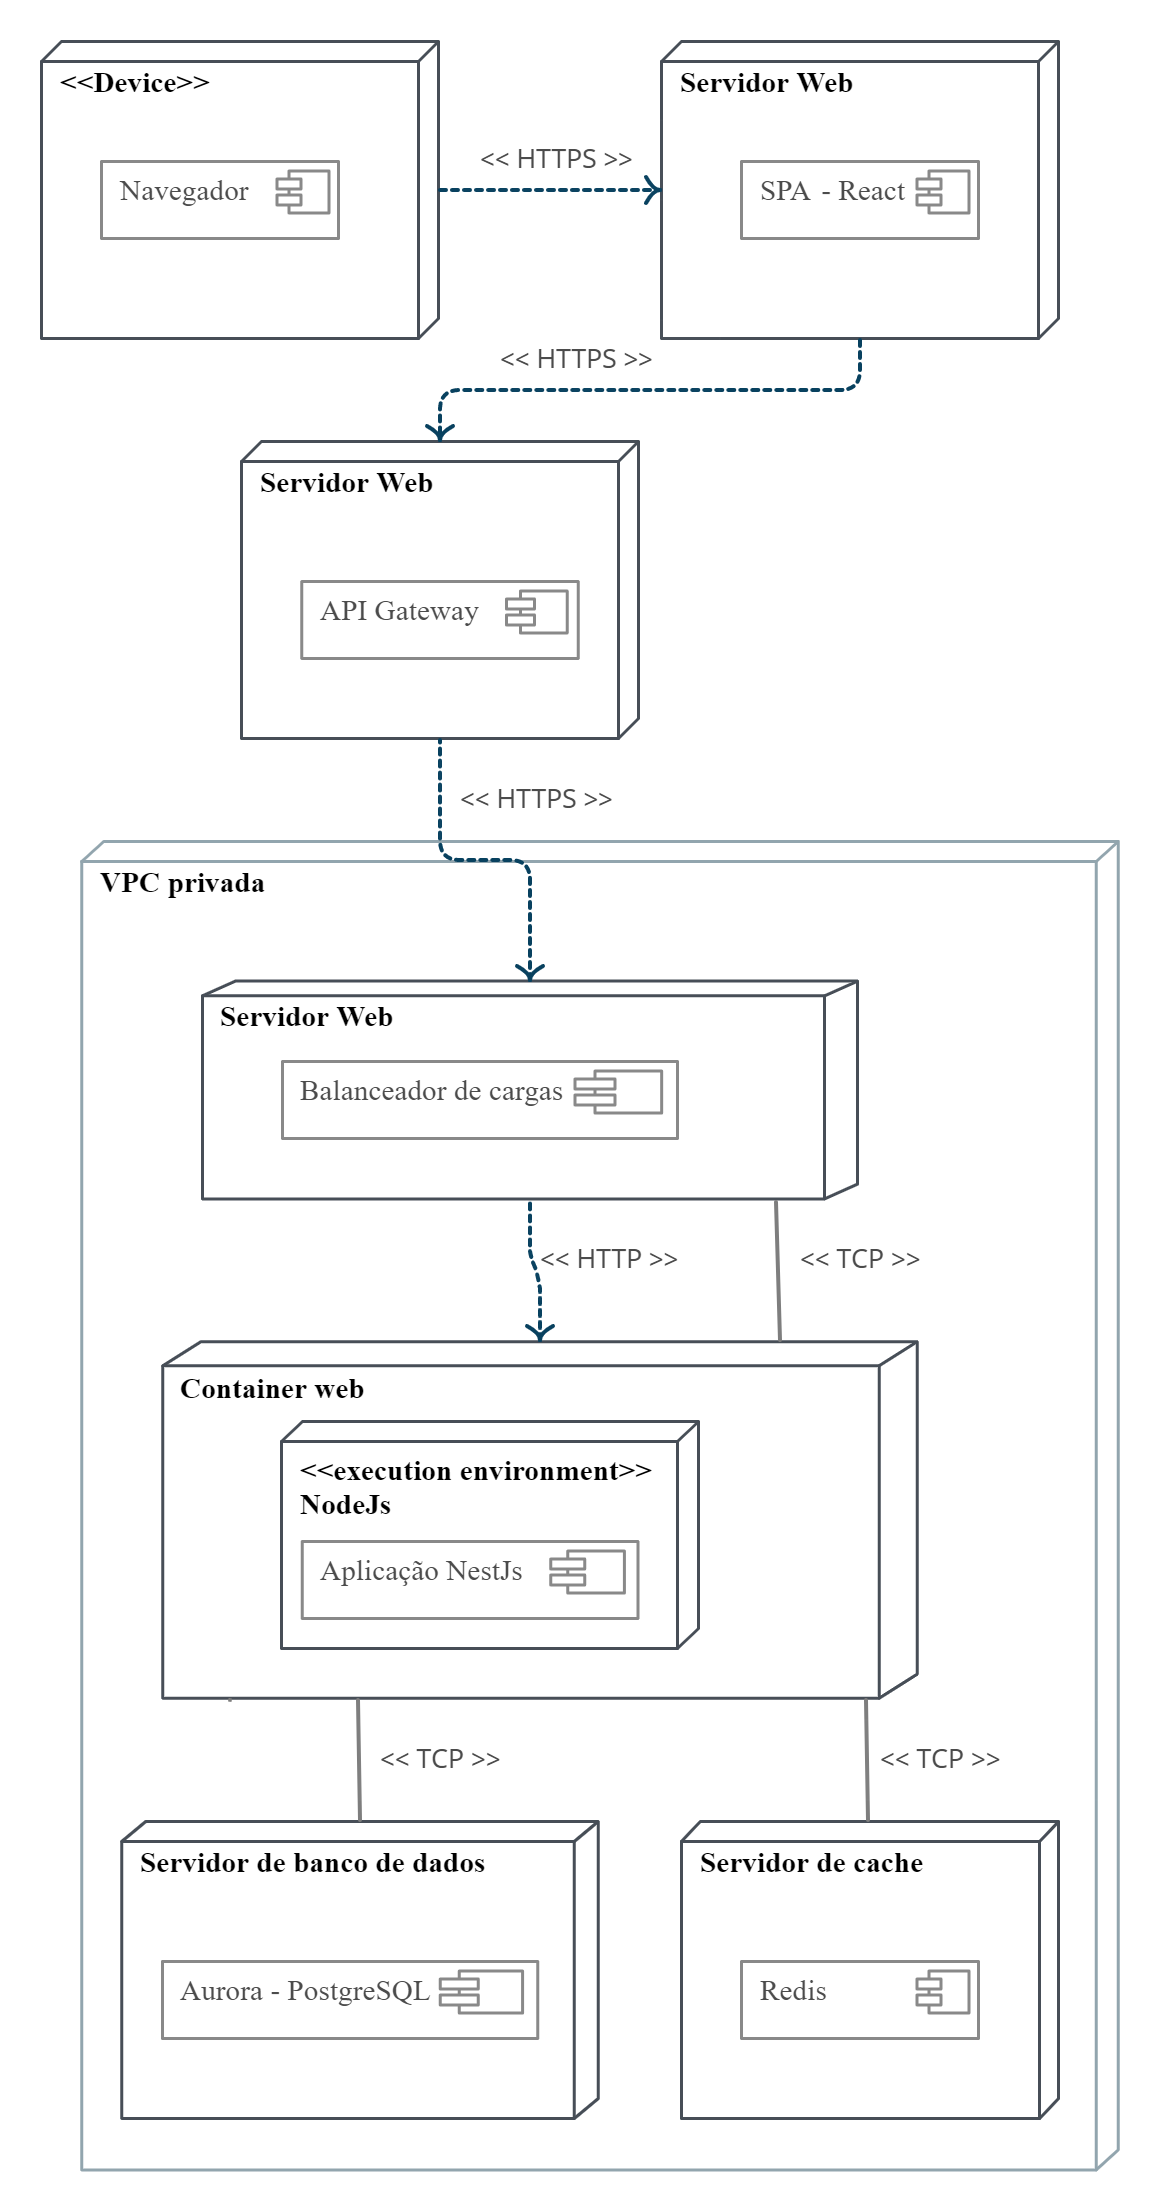 <<Device>>
Navegador
<< HTTPS >>
Servidor Web
SPA - React
<< HTTPS >>
Servidor Web
API Gateway
<< HTTPS >>
VPC privada
Servidor Web
Balanceador de cargas
<< HTTP >>
<< TCP >>
Container web
<<execution environment>>
NodeJs
Aplicação NestJs
<< TCP >>
<< TCP >>
Servidor de banco de dados
Aurora - PostgreSQL
Servidor de cache
Redis